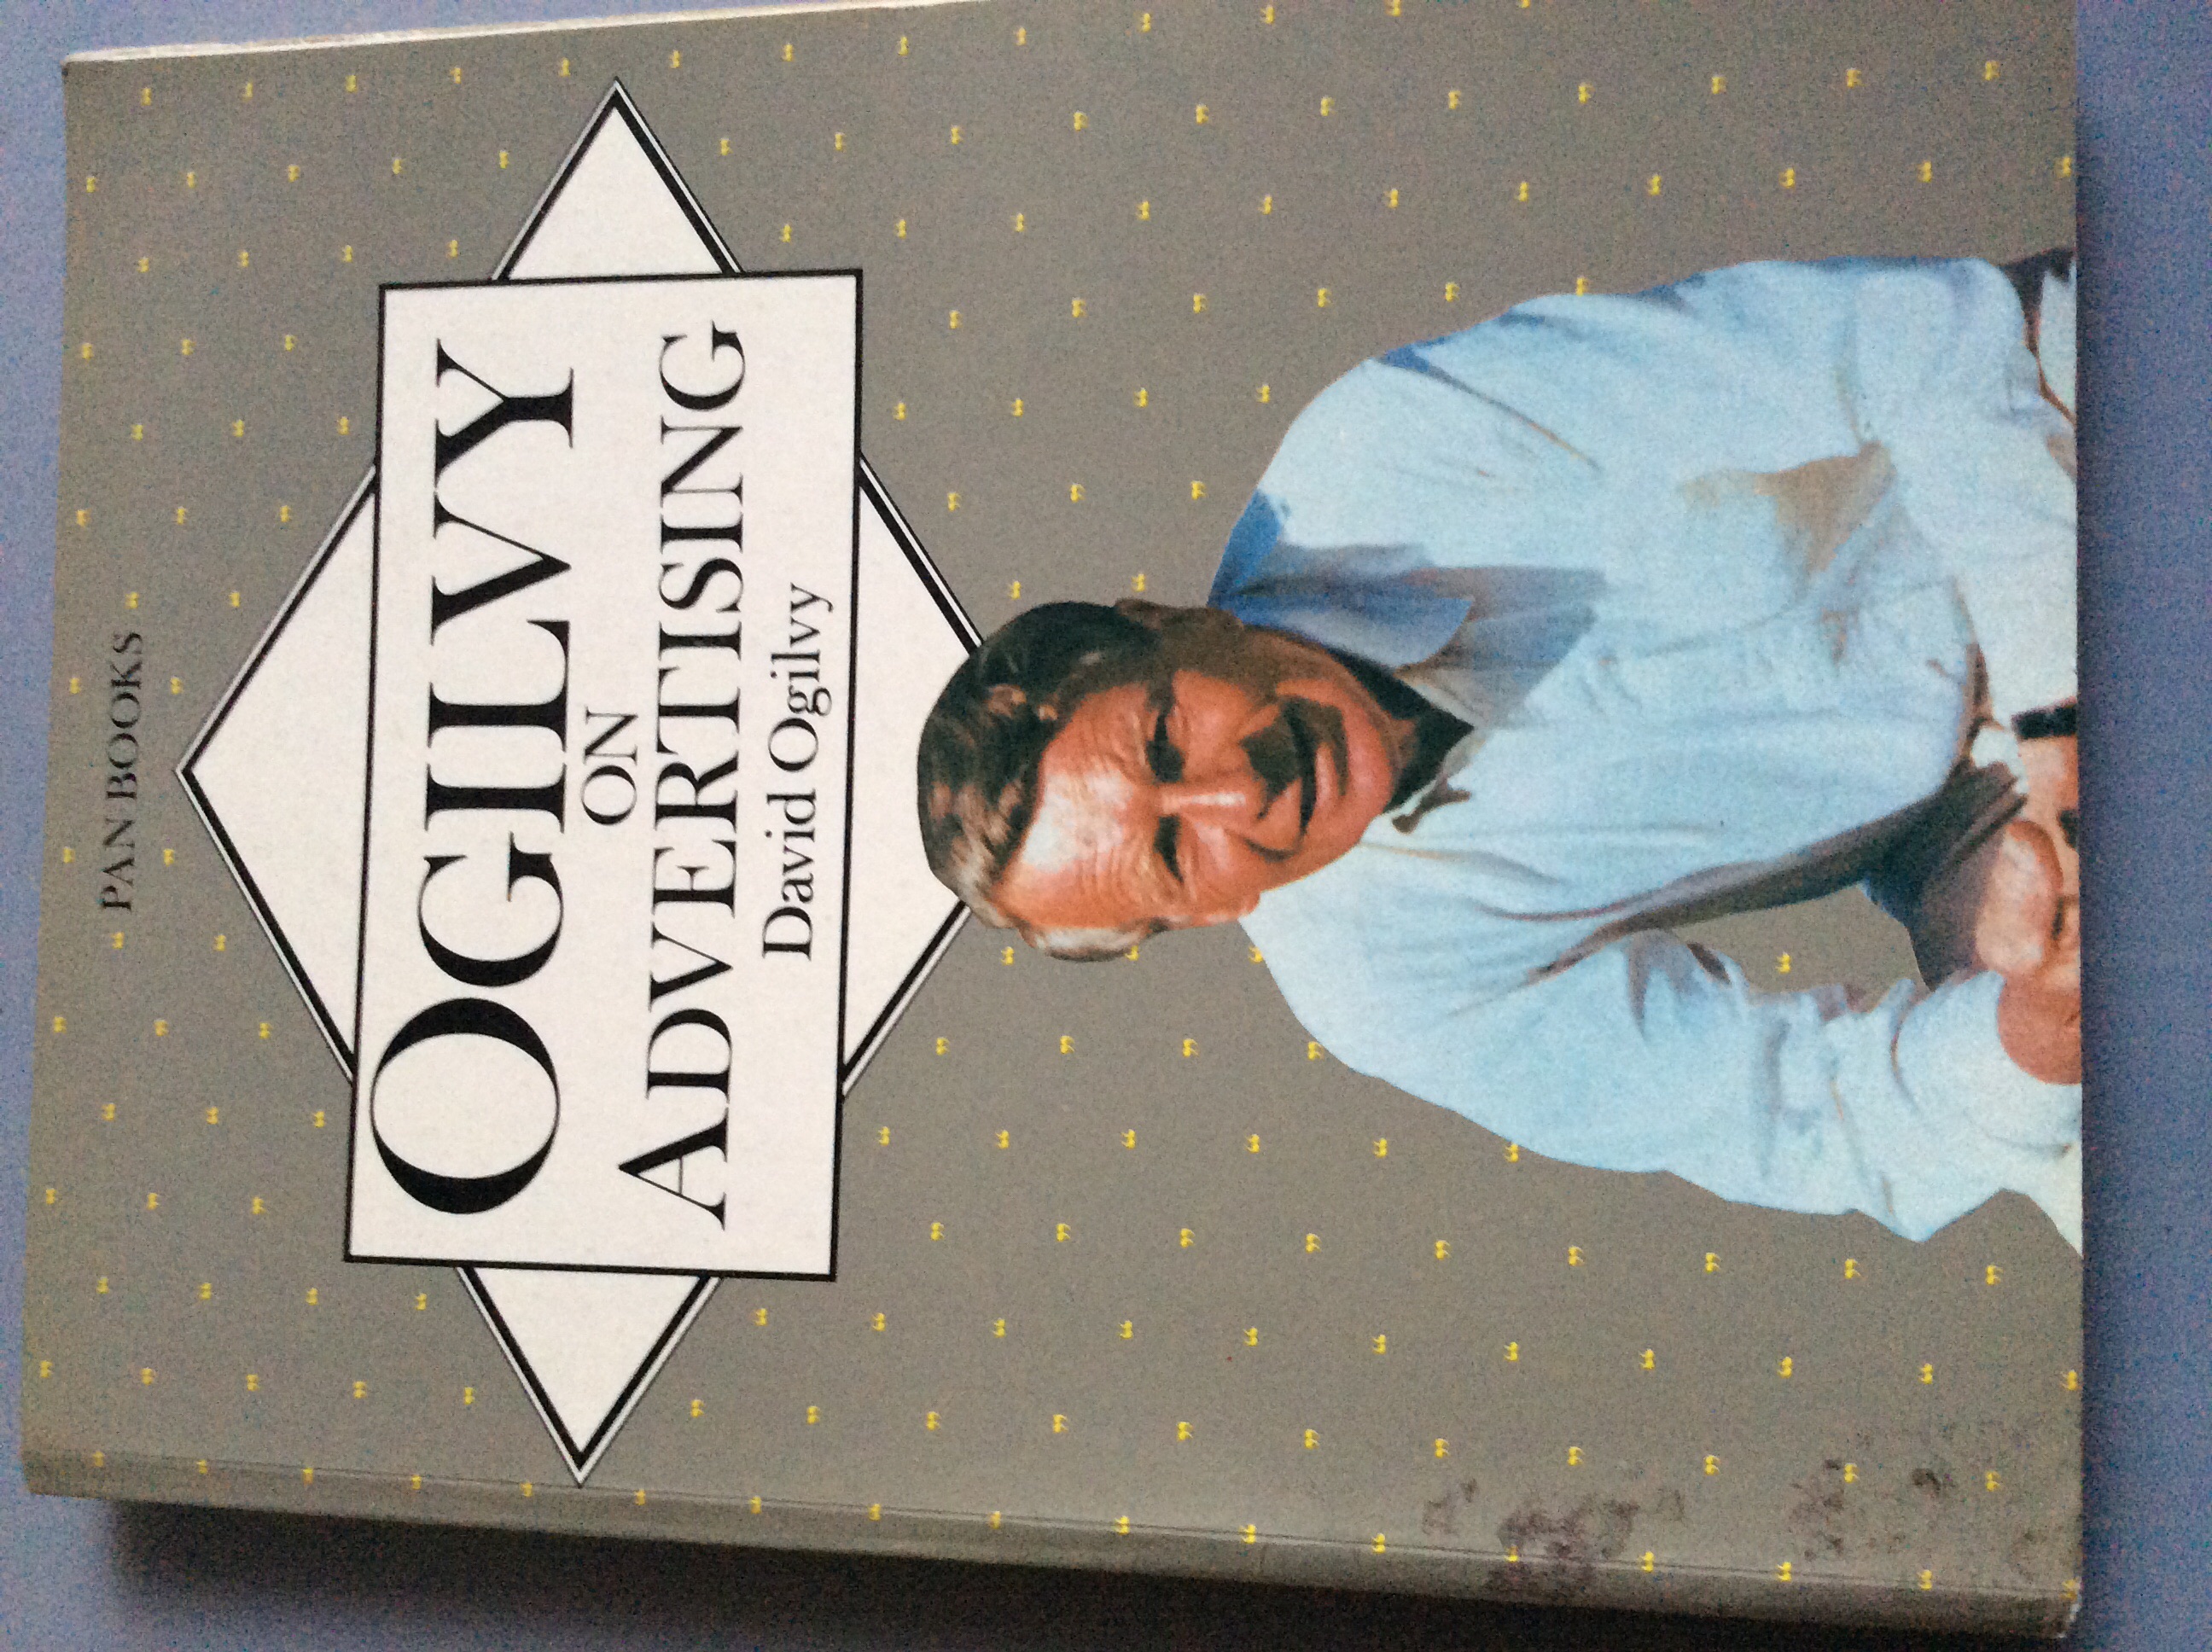 PAN BOOKS
OGILVY
ON
ADVERTISING
David Ogilvy